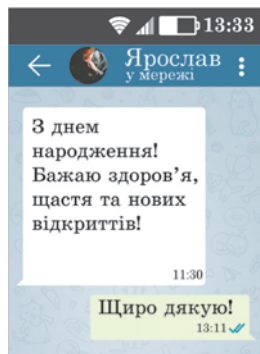 13:33
Ярослав
у мережі
З днем
народження!
Бажаю здоров’я,
щастя та нових
відкриттів!
11:30
Щиро дякую!
13:11